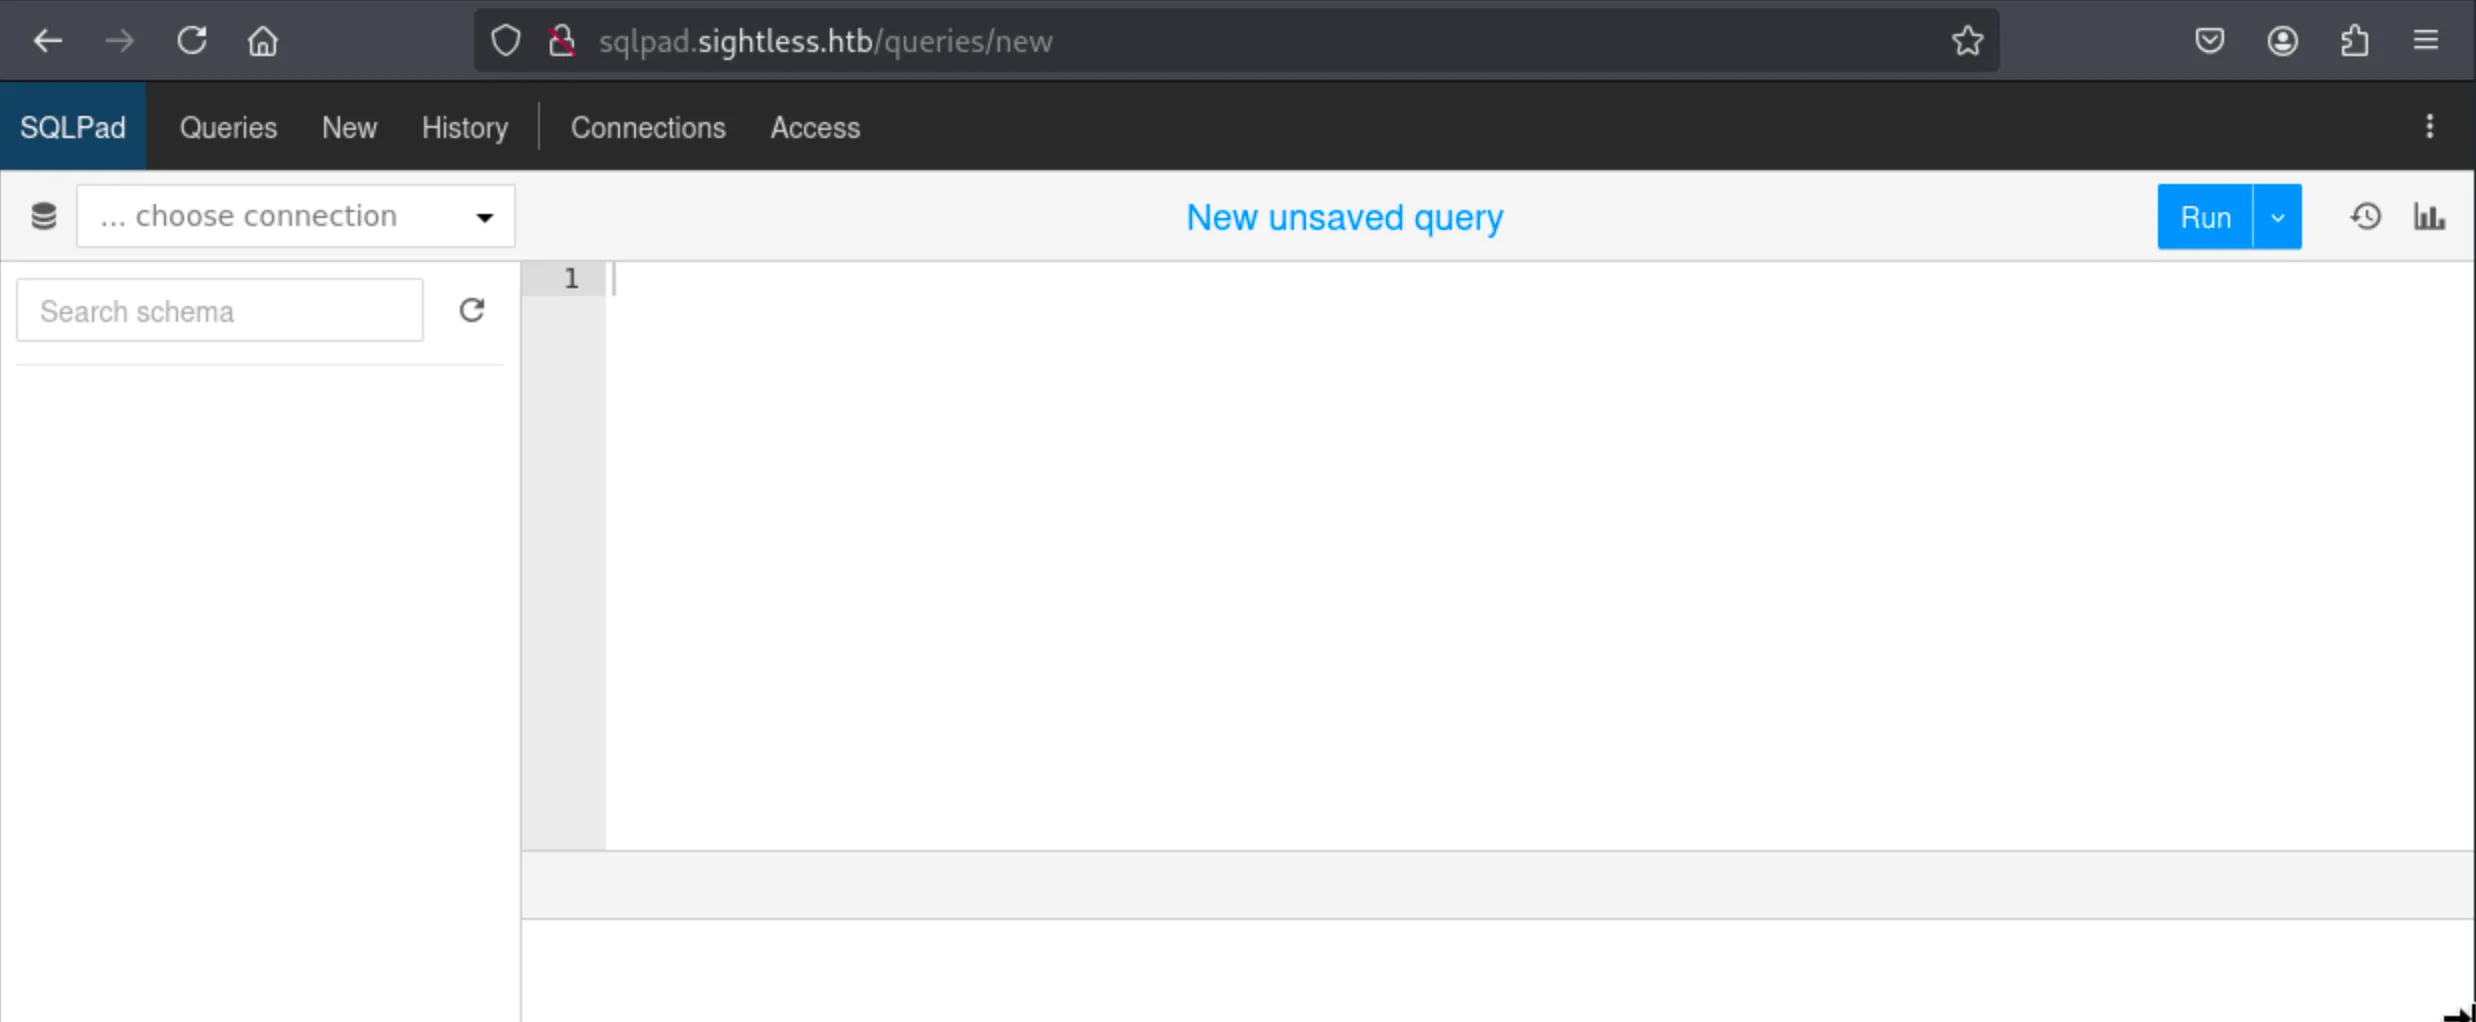 sqlpad.sightless.htb/queries/new
SQLPad Queries New History Connections Access
... choose connection New unsaved query Run
Search schema 1